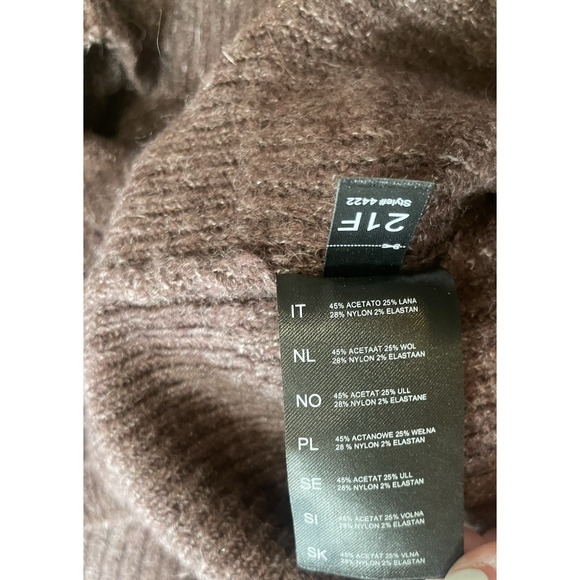 21F
Style# 4422
IT
45% ACETATO 25% LANA
28% NYLON 2% ELASTAN
NL
45% ACETAAT 25% WOL
28% NYLON 2% ELASTAAN
NO
45% ACETAT 25% ULL
28% NYLON 2% ELASTANE
PL
45% ACTANOWE 25% WEŁNA
28 % NYLON 2% ELASTAN
SE
45% ACETAT 25% ULL
28% NYLON 2% ELASTAN
SI
45% ACETAT 25% VOLNA
28% NYLON 2% ELASTAN
SK
45% ACETAT 25% VLNA
28% NYLON 2% ELASTAN